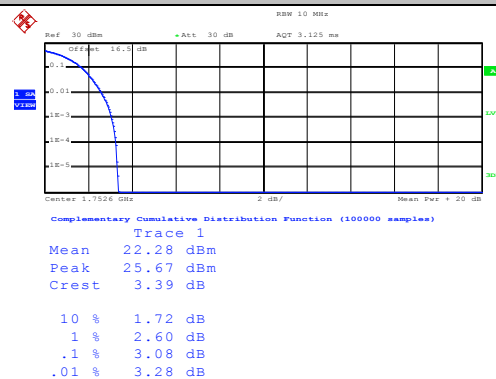 RBW 10 MHz
Ref 30 dBm Att 30 dB AQT 3.125 ms
Offset 16.5 dB
0.1
0.01
1E-3
1E-4
1E-5
1 SA
VIEW
A
LV
3D
Center 1.7526 GHz 2 dB/ Mean Pwr + 20 dB
Complementary Cumulative Distribution Function (100000 samples)
Trace 1
Mean 22.28 dBm
Peak 25.67 dBm
Crest 3.39 dB
10 % 1.72 dB
1 % 2.60 dB
.1 % 3.08 dB
.01 % 3.28 dB